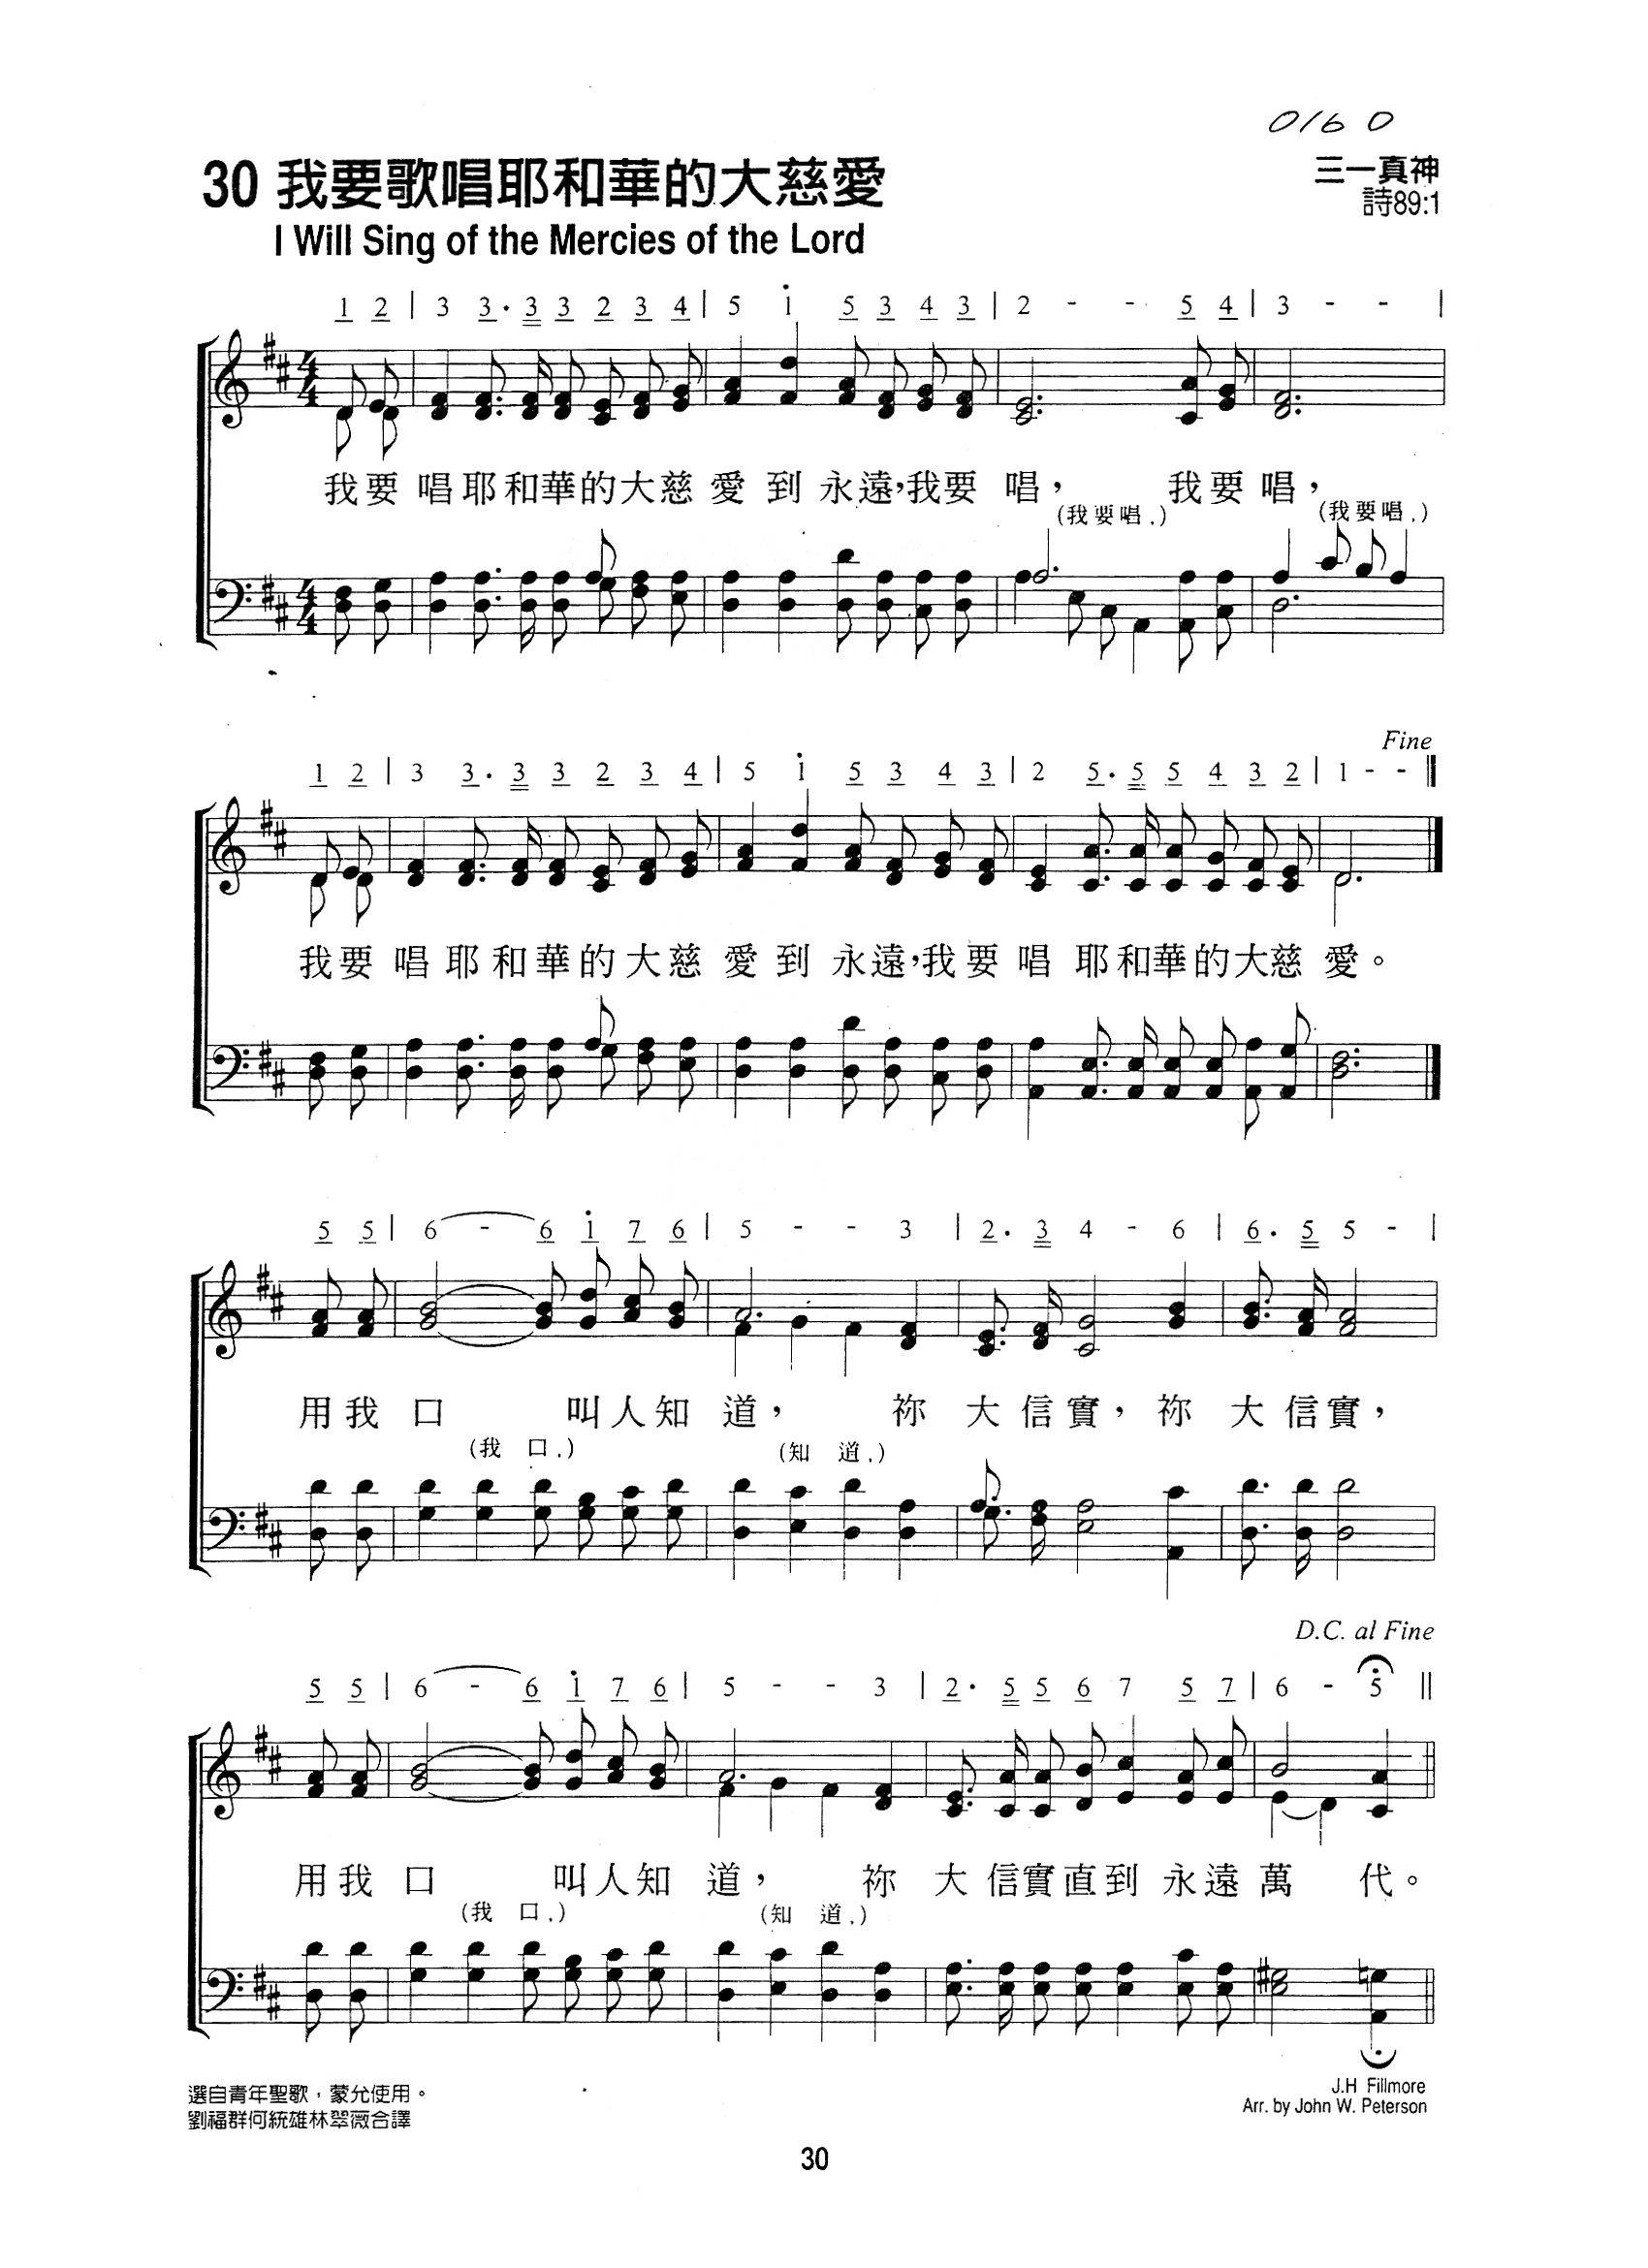 0160
30 我要歌唱耶和華的大慈愛
三一真神
詩89:1
I Will Sing of the Mercies of the Lord
1 2 | 3 3 . 3 3 2 3 4 | 5 i 5 3 4 3 | 2 - - 5 4 | 3 - - |
我要 唱耶和華的大慈 愛 到 永遠,我要 唱, 我要唱,
(我要唱.) (我要唱.)
Fine
1 2 | 3 3 . 3 3 2 3 4 | 5 i 5 3 4 3 | 2 5 . 5 5 4 3 2 | 1 - - ||
我要 唱耶和華的大慈 愛到永遠,我要唱 耶和華的大慈 愛。
5 5 | 6 - 6 i 7 6 | 5 - - 3 | 2 . 3 4 - 6 | 6 . 5 5 - |
用我 口 叫人知 道, 祢 大信實, 祢 大信實,
(我 口.) (知 道.)
D.C. al Fine
5 5 | 6 - 6 i 7 6 | 5 - - 3 | 2 . 5 5 6 7 5 7 | 6 - 5 ||
用我 口 叫人知 道, 祢 大信實直到永遠萬 代。
(我 口.) (知 道.)
選自青年聖歌,蒙允使用。
劉福群何統雄林翠薇合譯
J.H Fillmore
Arr. by John W. Peterson
30